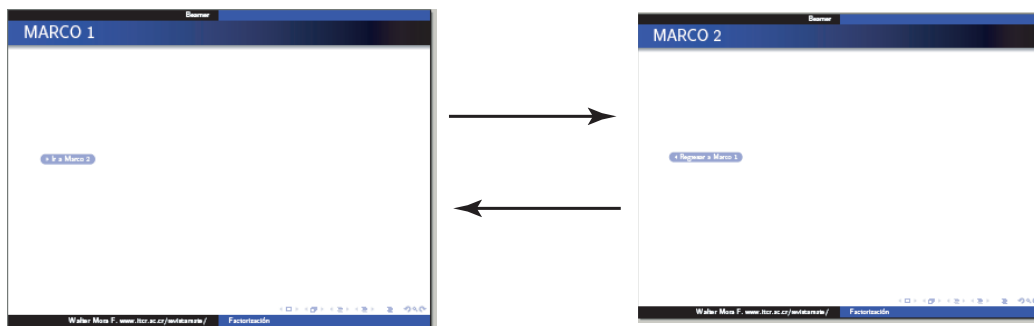 Beamer
MARCO 1
Ir a Marco 2
Walter Mora F. www.itcr.ac.cr/revistamate/ Factorización
Beamer
MARCO 2
Regresar a Marco 1
Walter Mora F. www.itcr.ac.cr/revistamate/ Factorización